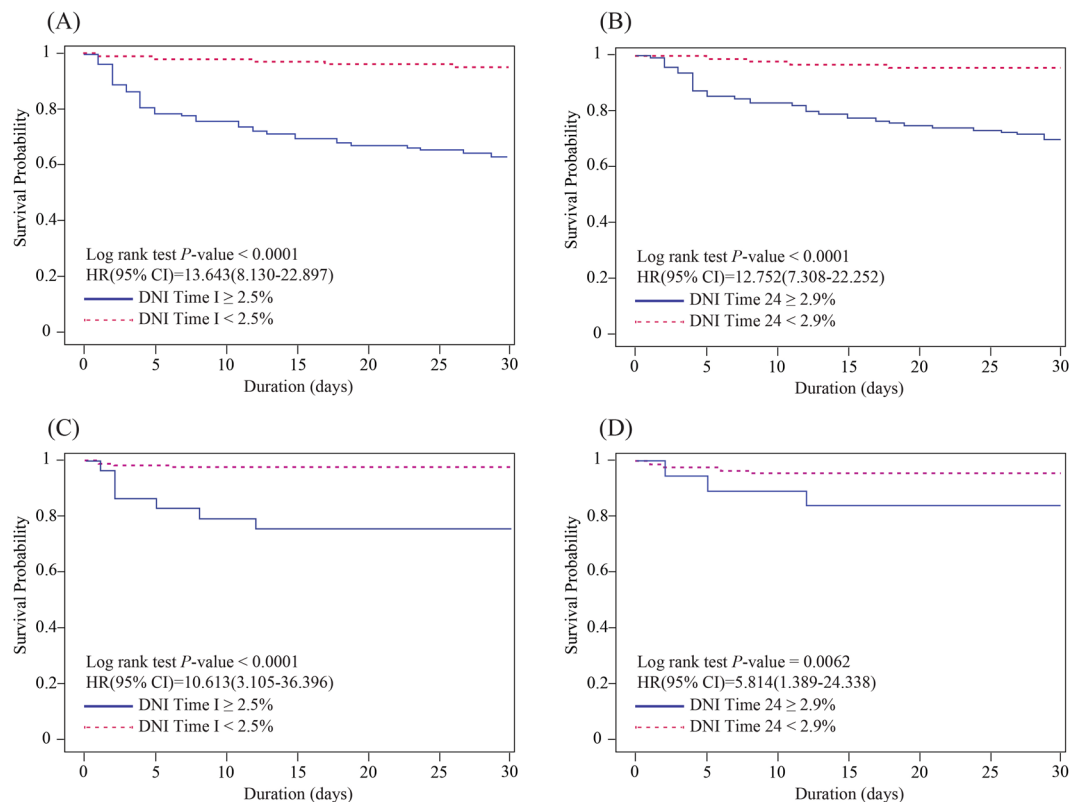 (A)
1
0.8
0.6
0.4
0.2
0
Survival Probability
Log rank test P-value < 0.0001
HR(95% CI)=13.643(8.130-22.897)
DNI Time I ≥ 2.5%
DNI Time I < 2.5%
0 5 10 15 20 25 30
Duration (days)
(B)
1
0.8
0.6
0.4
0.2
0
Survival Probability
Log rank test P-value < 0.0001
HR(95% CI)=12.752(7.308-22.252)
DNI Time 24 ≥ 2.9%
DNI Time 24 < 2.9%
0 5 10 15 20 25 30
Duration (days)
(C)
1
0.8
0.6
0.4
0.2
0
Survival Probability
Log rank test P-value < 0.0001
HR(95% CI)=10.613(3.105-36.396)
DNI Time I ≥ 2.5%
DNI Time I < 2.5%
0 5 10 15 20 25 30
Duration (days)
(D)
1
0.8
0.6
0.4
0.2
0
Survival Probability
Log rank test P-value = 0.0062
HR(95% CI)=5.814(1.389-24.338)
DNI Time 24 ≥ 2.9%
DNI Time 24 < 2.9%
0 5 10 15 20 25 30
Duration (days)